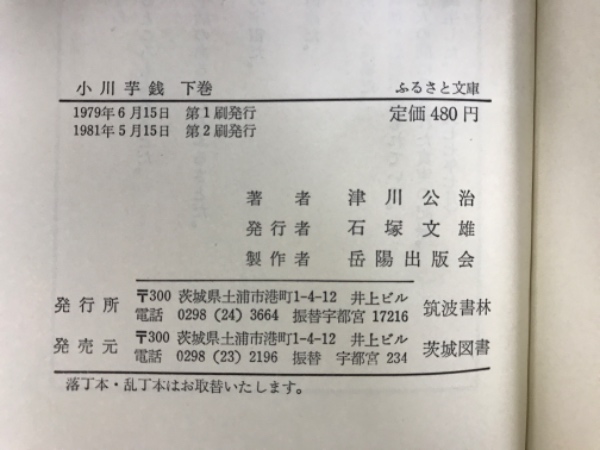 小川芋銭 下巻 ふるさと文庫
1979年6月15日 第1刷発行 定価480円
1981年5月15日 第2刷発行
著者 津川公治
発行者 石塚文雄
製作者 岳陽出版会
発行所 〒300 茨城県土浦市港町1-4-12 井上ビル 筑波書林
電話 0298(24)3664 振替宇都宮17216
発売元 〒300 茨城県土浦市港町1-4-12 井上ビル 茨城図書
電話 0298(23)2196 振替 宇都宮 234
落丁本・乱丁本はお取替いたします。